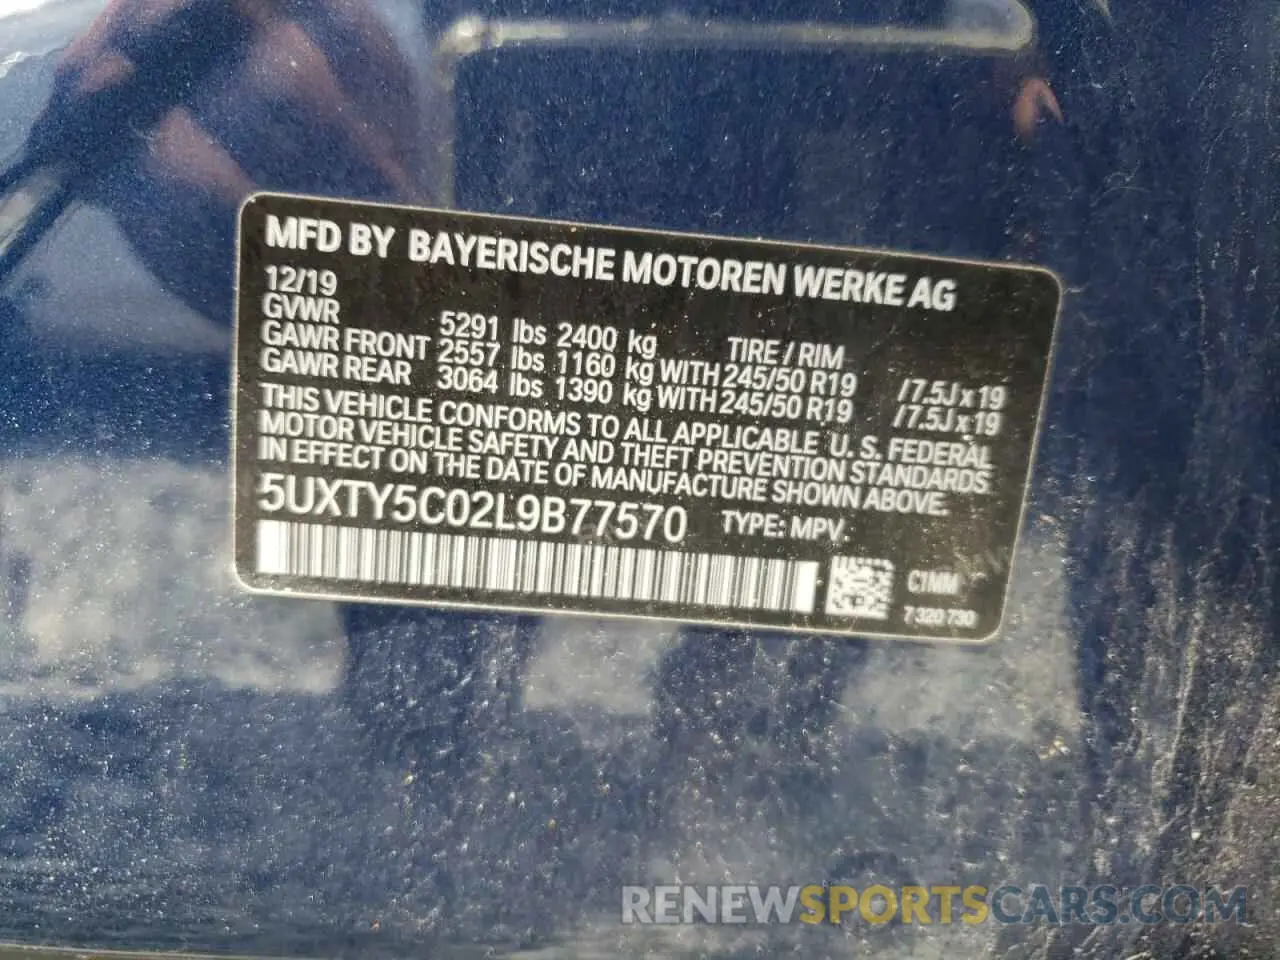 MFD BY BAYERISCHE MOTOREN WERKE AG
12/19
GVWR 5291 lbs 2400 kg TIRE / RIM
GAWR FRONT 2557 lbs 1160 kg WITH 245/50 R19 / 7.5J x 19
GAWR REAR 3064 lbs 1390 kg WITH 245/50 R19 / 7.5J x 19
THIS VEHICLE CONFORMS TO ALL APPLICABLE U. S. FEDERAL
MOTOR VEHICLE SAFETY AND THEFT PREVENTION STANDARDS
IN EFFECT ON THE DATE OF MANUFACTURE SHOWN ABOVE.
5UXTY5C02L9B77570 TYPE: MPV
7 320 730
RENEWSPORTSCARS.COM